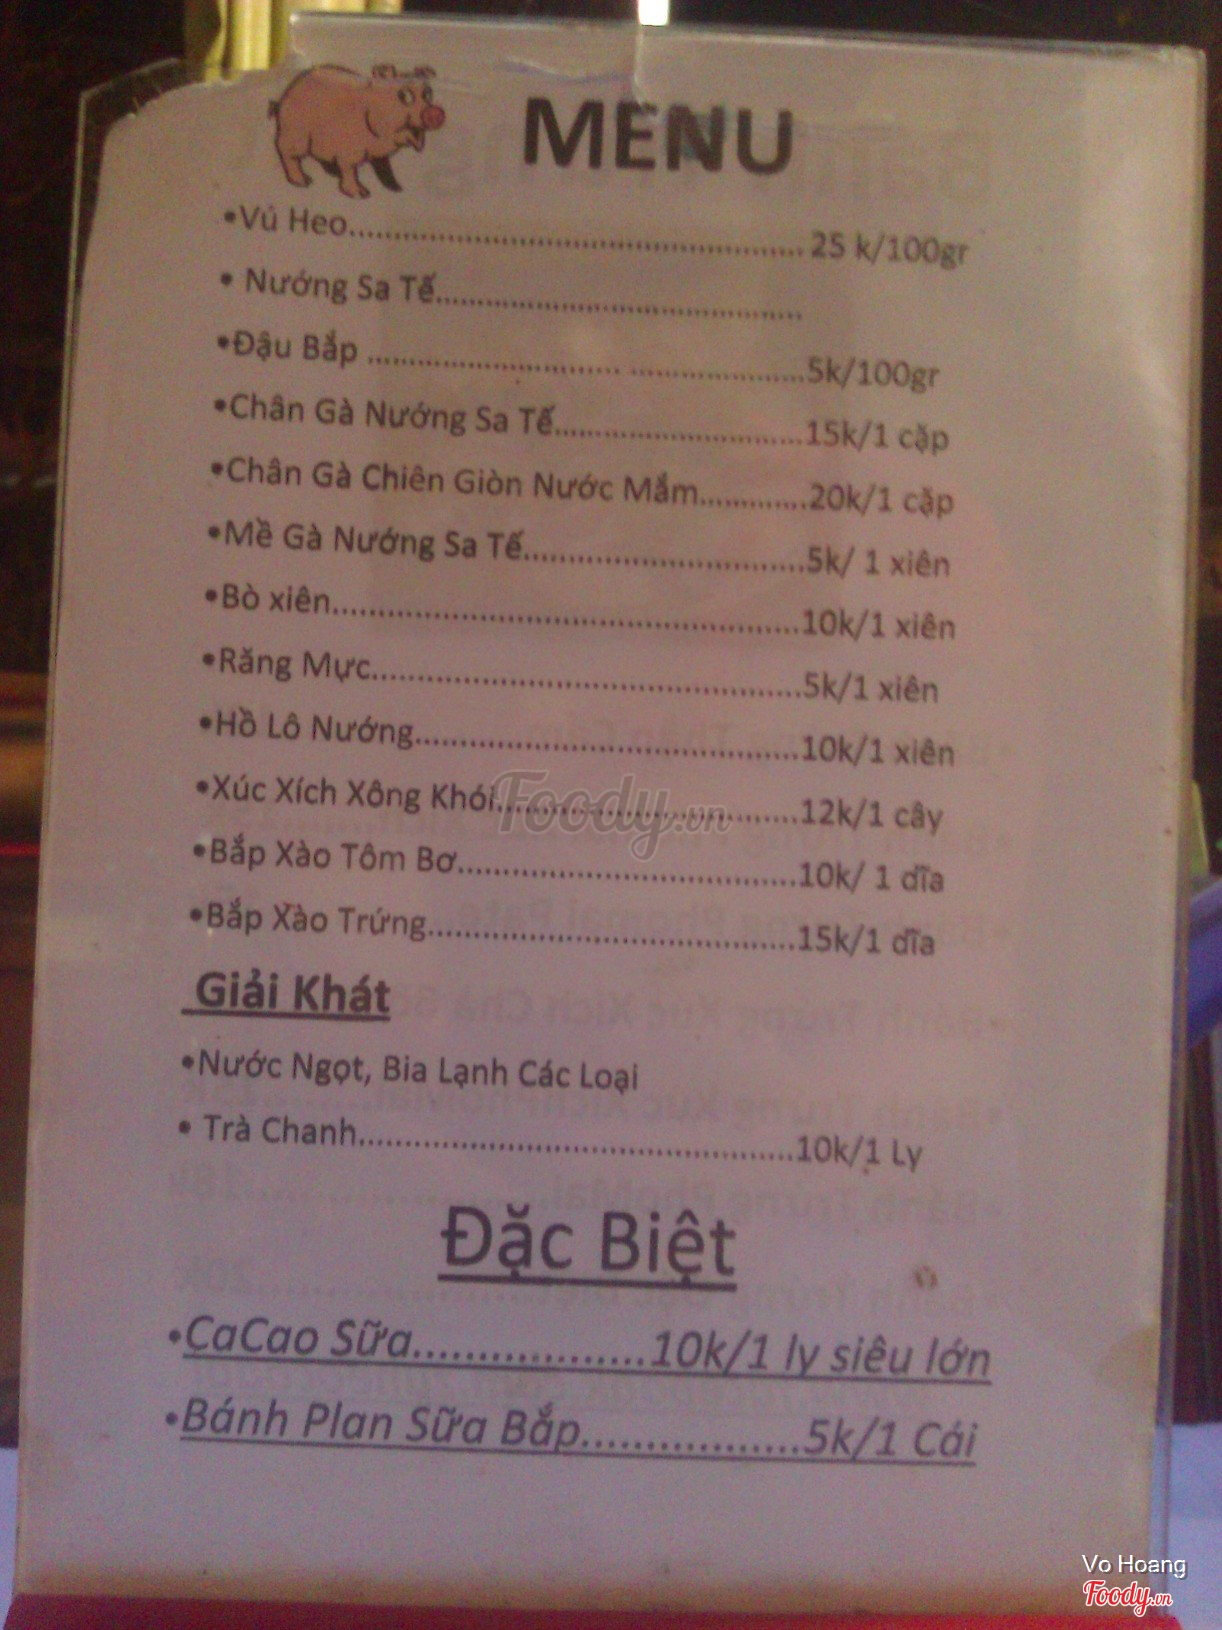 MENU
•Vú Heo.................................................. 25 k/100gr
• Nướng Sa Tế........................................
•Đậu Bắp ............................ ...................5k/100gr
•Chân Gà Nướng Sa Tế...........................15k/1 cặp
•Chân Gà Chiên Giòn Nước Mắm............20k/1 cặp
•Mề Gà Nướng Sa Tế..............................5k/ 1 xiên
•Bò xiên...................................................10k/1 xiên
•Răng Mực...............................................5k/1 xiên
•Hồ Lô Nướng..........................................10k/1 xiên
•Xúc Xích Xông Khói.................................12k/1 cây
•Bắp Xào Tôm Bơ.....................................10k/ 1 dĩa
•Bắp Xào Trứng........................................15k/1 dĩa
Giải Khát
•Nước Ngọt, Bia Lạnh Các Loại
• Trà Chanh................................................10k/1 Ly
Đặc Biệt
•CaCao Sữa..................10k/1 ly siêu lớn
•Bánh Plan Sữa Bắp.................5k/1 Cái
Foody.vn
Vo Hoang
Foody.vn